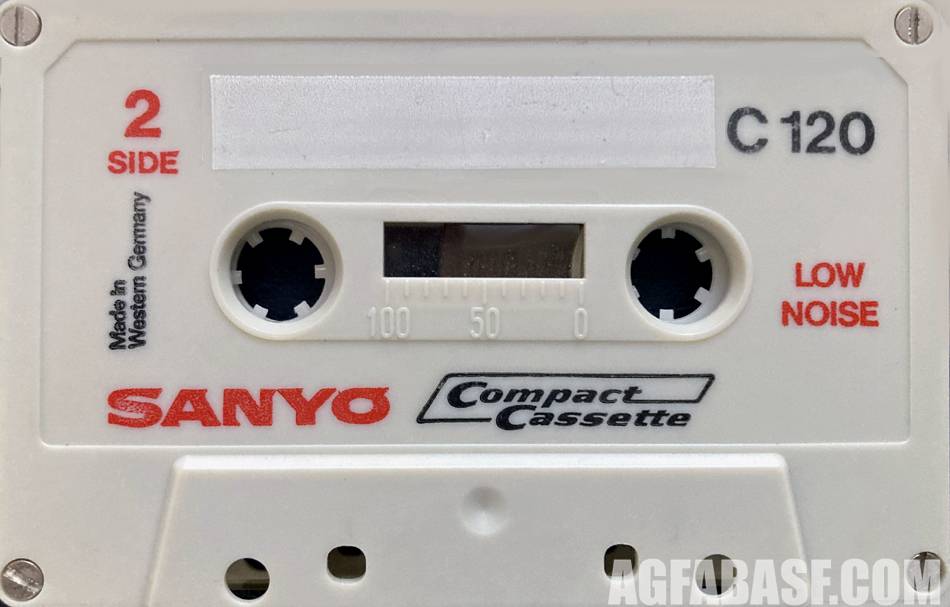 2
SIDE
C 120
Made in
Western Germany
100 50 0
LOW
NOISE
SANYO
Compact
Cassette
AGFABASF.COM